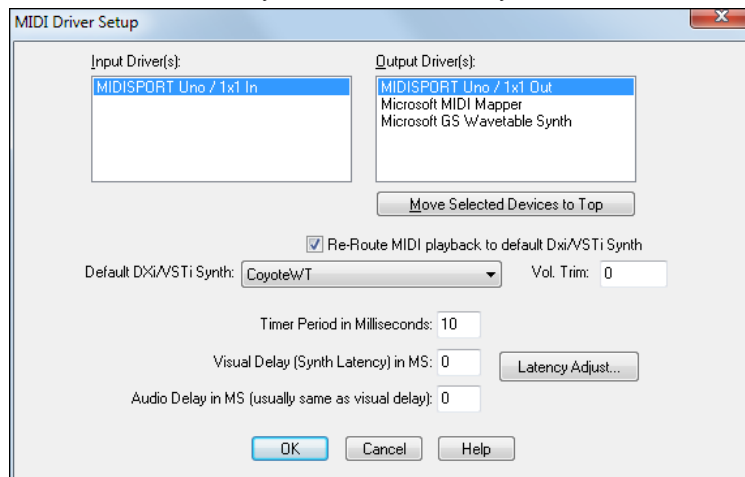 MIDI Driver Setup
Input Driver(s):
MIDISPORT Uno / 1x1 In
Output Driver(s):
MIDISPORT Uno / 1x1 Out
Microsoft MIDI Mapper
Microsoft GS Wavetable Synth
Move Selected Devices to Top
Re-Route MIDI playback to default Dxi/VSTi Synth
Default DXi/VSTi Synth: CoyoteWT Vol. Trim: 0
Timer Period in Milliseconds: 10
Visual Delay (Synth Latency) in MS: 0 Latency Adjust...
Audio Delay in MS (usually same as visual delay): 0
OK Cancel Help